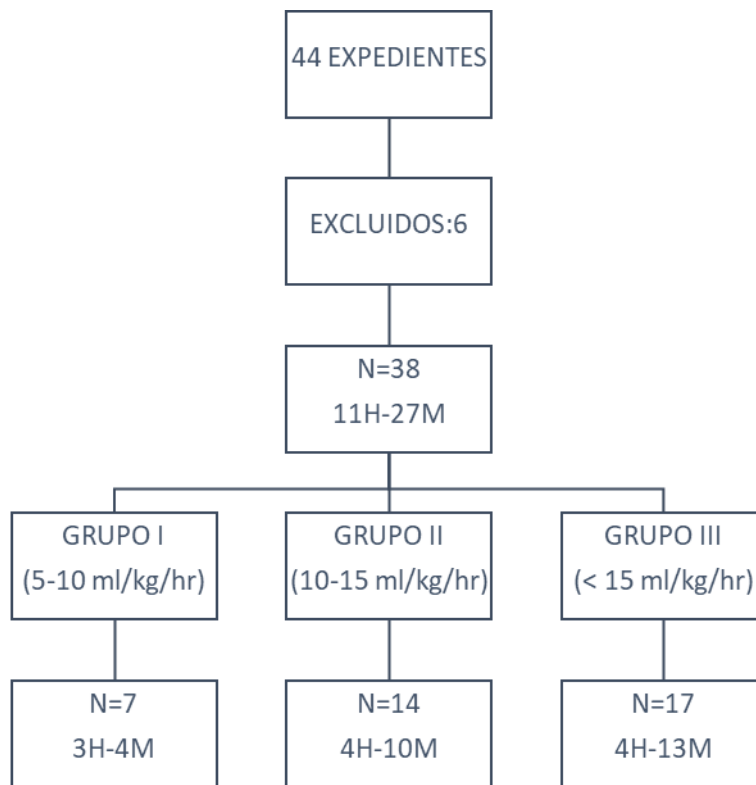 44 EXPEDIENTES
EXCLUIDOS:6
N=38
11H-27M
GRUPO I
(5-10 ml/kg/hr)
GRUPO II
(10-15 ml/kg/hr)
GRUPO III
(< 15 ml/kg/hr)
N=7
3H-4M
N=14
4H-10M
N=17
4H-13M